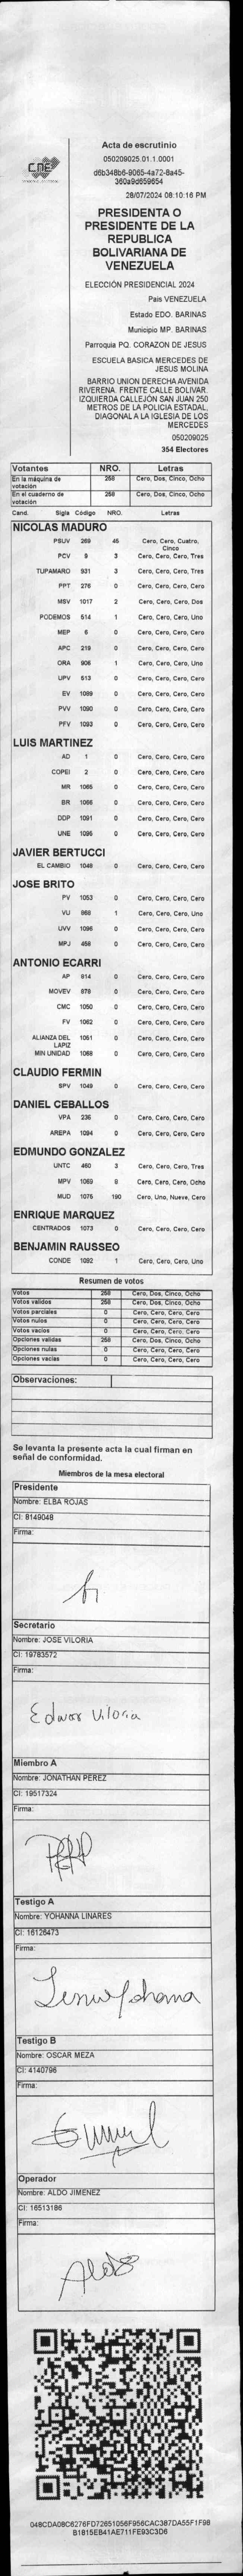 CNE
Acta de escrutinio
050209025.01.1.0001
d6b348b6-9065-4a72-8a45-
360a9d659654
28/07/2024 08:10:16 PM
PRESIDENTA O
PRESIDENTE DE LA
REPUBLICA
BOLIVARIANA DE
VENEZUELA
ELECCIÓN PRESIDENCIAL 2024
Pais VENEZUELA
Estado EDO. BARINAS
Municipio MP. BARINAS
Parroquia PQ. CORAZON DE JESUS
ESCUELA BASICA MERCEDES DE
JESUS MOLINA
BARRIO UNION DERECHA AVENIDA
RIVERENA. FRENTE CALLE BOLIVAR.
IZQUIERDA CALLEJÓN SAN JUAN 250
METROS DE LA POLICIA ESTADAL,
DIAGONAL A LA IGLESIA DE LOS
MERCEDES
050209025
354 Electores
Votantes NRO. Letras
En la máquina de votación 258 Cero, Dos, Cinco, Ocho
En el cuaderno de votación 258 Cero, Dos, Cinco, Ocho
Cand. Sigla Código NRO. Letras
NICOLAS MADURO
PSUV 269 45 Cero, Cero, Cuatro, Cinco
PCV 9 3 Cero, Cero, Cero, Tres
TUPAMARO 931 3 Cero, Cero, Cero, Tres
PPT 276 0 Cero, Cero, Cero, Cero
MSV 1017 2 Cero, Cero, Cero, Dos
PODEMOS 514 1 Cero, Cero, Cero, Uno
MEP 6 0 Cero, Cero, Cero, Cero
APC 219 0 Cero, Cero, Cero, Cero
ORA 906 1 Cero, Cero, Cero, Uno
UPV 513 0 Cero, Cero, Cero, Cero
EV 1089 0 Cero, Cero, Cero, Cero
PVV 1090 0 Cero, Cero, Cero, Cero
PFV 1093 0 Cero, Cero, Cero, Cero
LUIS MARTINEZ
AD 1 0 Cero, Cero, Cero, Cero
COPEI 2 0 Cero, Cero, Cero, Cero
MR 1065 0 Cero, Cero, Cero, Cero
BR 1066 0 Cero, Cero, Cero, Cero
DDP 1091 0 Cero, Cero, Cero, Cero
UNE 1096 0 Cero, Cero, Cero, Cero
JAVIER BERTUCCI
EL CAMBIO 1048 0 Cero, Cero, Cero, Cero
JOSE BRITO
PV 1053 0 Cero, Cero, Cero, Cero
VU 868 1 Cero, Cero, Cero, Uno
UVV 1098 0 Cero, Cero, Cero, Cero
MPJ 458 0 Cero, Cero, Cero, Cero
ANTONIO ECARRI
AP 914 0 Cero, Cero, Cero, Cero
MOVEV 878 0 Cero, Cero, Cero, Cero
CMC 1050 0 Cero, Cero, Cero, Cero
FV 1062 0 Cero, Cero, Cero, Cero
ALIANZA DEL LAPIZ 1051 0 Cero, Cero, Cero, Cero
MIN UNIDAD 1068 0 Cero, Cero, Cero, Cero
CLAUDIO FERMIN
SPV 1049 0 Cero, Cero, Cero, Cero
DANIEL CEBALLOS
VPA 236 0 Cero, Cero, Cero, Cero
AREPA 1094 0 Cero, Cero, Cero, Cero
EDMUNDO GONZALEZ
UNTC 460 3 Cero, Cero, Cero, Tres
MPV 1069 8 Cero, Cero, Cero, Ocho
MUD 1075 190 Cero, Uno, Nueve, Cero
ENRIQUE MARQUEZ
CENTRADOS 1073 0 Cero, Cero, Cero, Cero
BENJAMIN RAUSSEO
CONDE 1092 1 Cero, Cero, Cero, Uno
Resumen de votos
Votos 258 Cero, Dos, Cinco, Ocho
Votos validos 258 Cero, Dos, Cinco, Ocho
Votos parciales 0 Cero, Cero, Cero, Cero
Votos nulos 0 Cero, Cero, Cero, Cero
Votos vacios 0 Cero, Cero, Cero, Cero
Opciones validas 258 Cero, Dos, Cinco, Ocho
Opciones nulas 0 Cero, Cero, Cero, Cero
Opciones vacias 0 Cero, Cero, Cero, Cero
Observaciones:
Se levanta la presente acta la cual firman en
señal de conformidad.
Miembros de la mesa electoral
Presidente
Nombre: ELBA ROJAS
CI: 8149048
Firma:
Secretario
Nombre: JOSE VILORIA
CI: 19783572
Firma:
Viloria
Miembro A
Nombre: JONATHAN PEREZ
CI: 19517324
Firma:
Testigo A
Nombre: YOHANNA LINARES
CI: 16126473
Firma:
Testigo B
Nombre: OSCAR MEZA
CI: 4140796
Firma:
Operador
Nombre: ALDO JIMENEZ
CI: 16513186
Firma:
Aldo
048CDA08C6276FD72651056F956CAC387DA55F1F98
B1815EB41AE711FE93C3D6